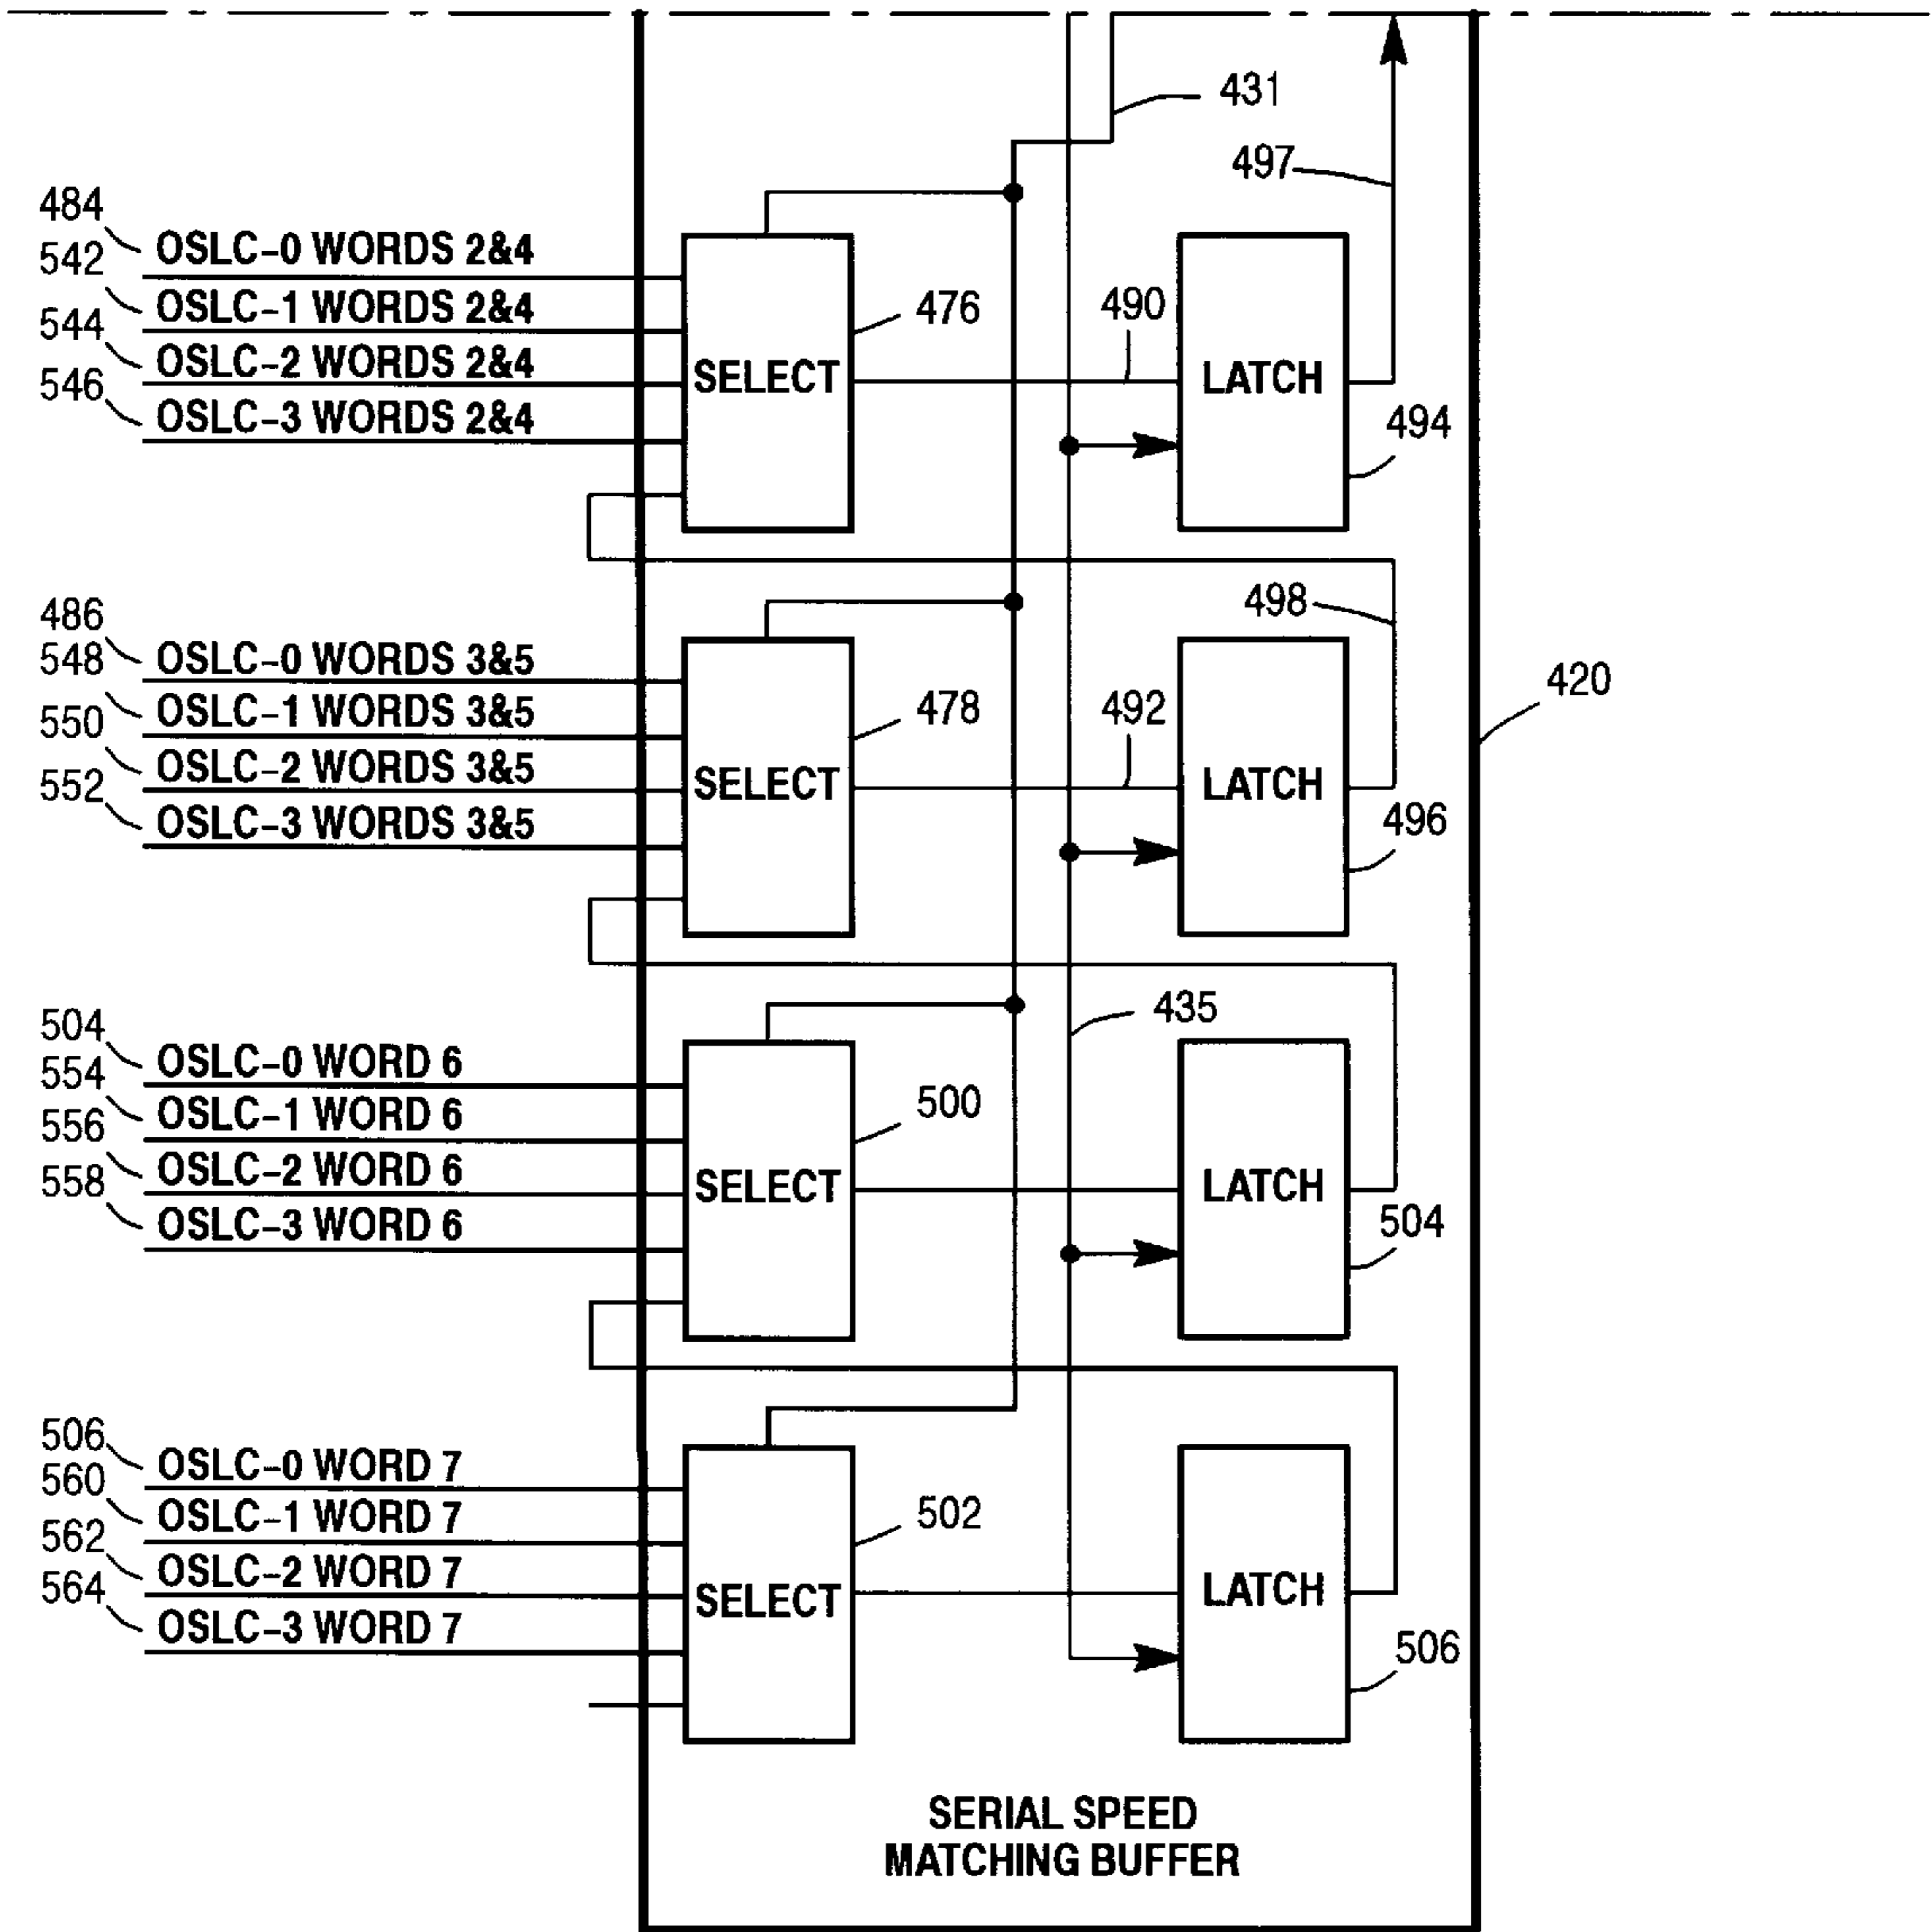 431
497
484
OSLC-0 WORDS 2&4
542
OSLC-1 WORDS 2&4
544
OSLC-2 WORDS 2&4
546
OSLC-3 WORDS 2&4
SELECT
476
490
LATCH
494
486
OSLC-0 WORDS 3&5
548
OSLC-1 WORDS 3&5
550
OSLC-2 WORDS 3&5
552
OSLC-3 WORDS 3&5
SELECT
478
492
498
LATCH
496
420
435
504
OSLC-0 WORD 6
554
OSLC-1 WORD 6
556
OSLC-2 WORD 6
558
OSLC-3 WORD 6
SELECT
500
LATCH
504
506
OSLC-0 WORD 7
560
OSLC-1 WORD 7
562
OSLC-2 WORD 7
564
OSLC-3 WORD 7
SELECT
502
LATCH
506
SERIAL SPEED
MATCHING BUFFER